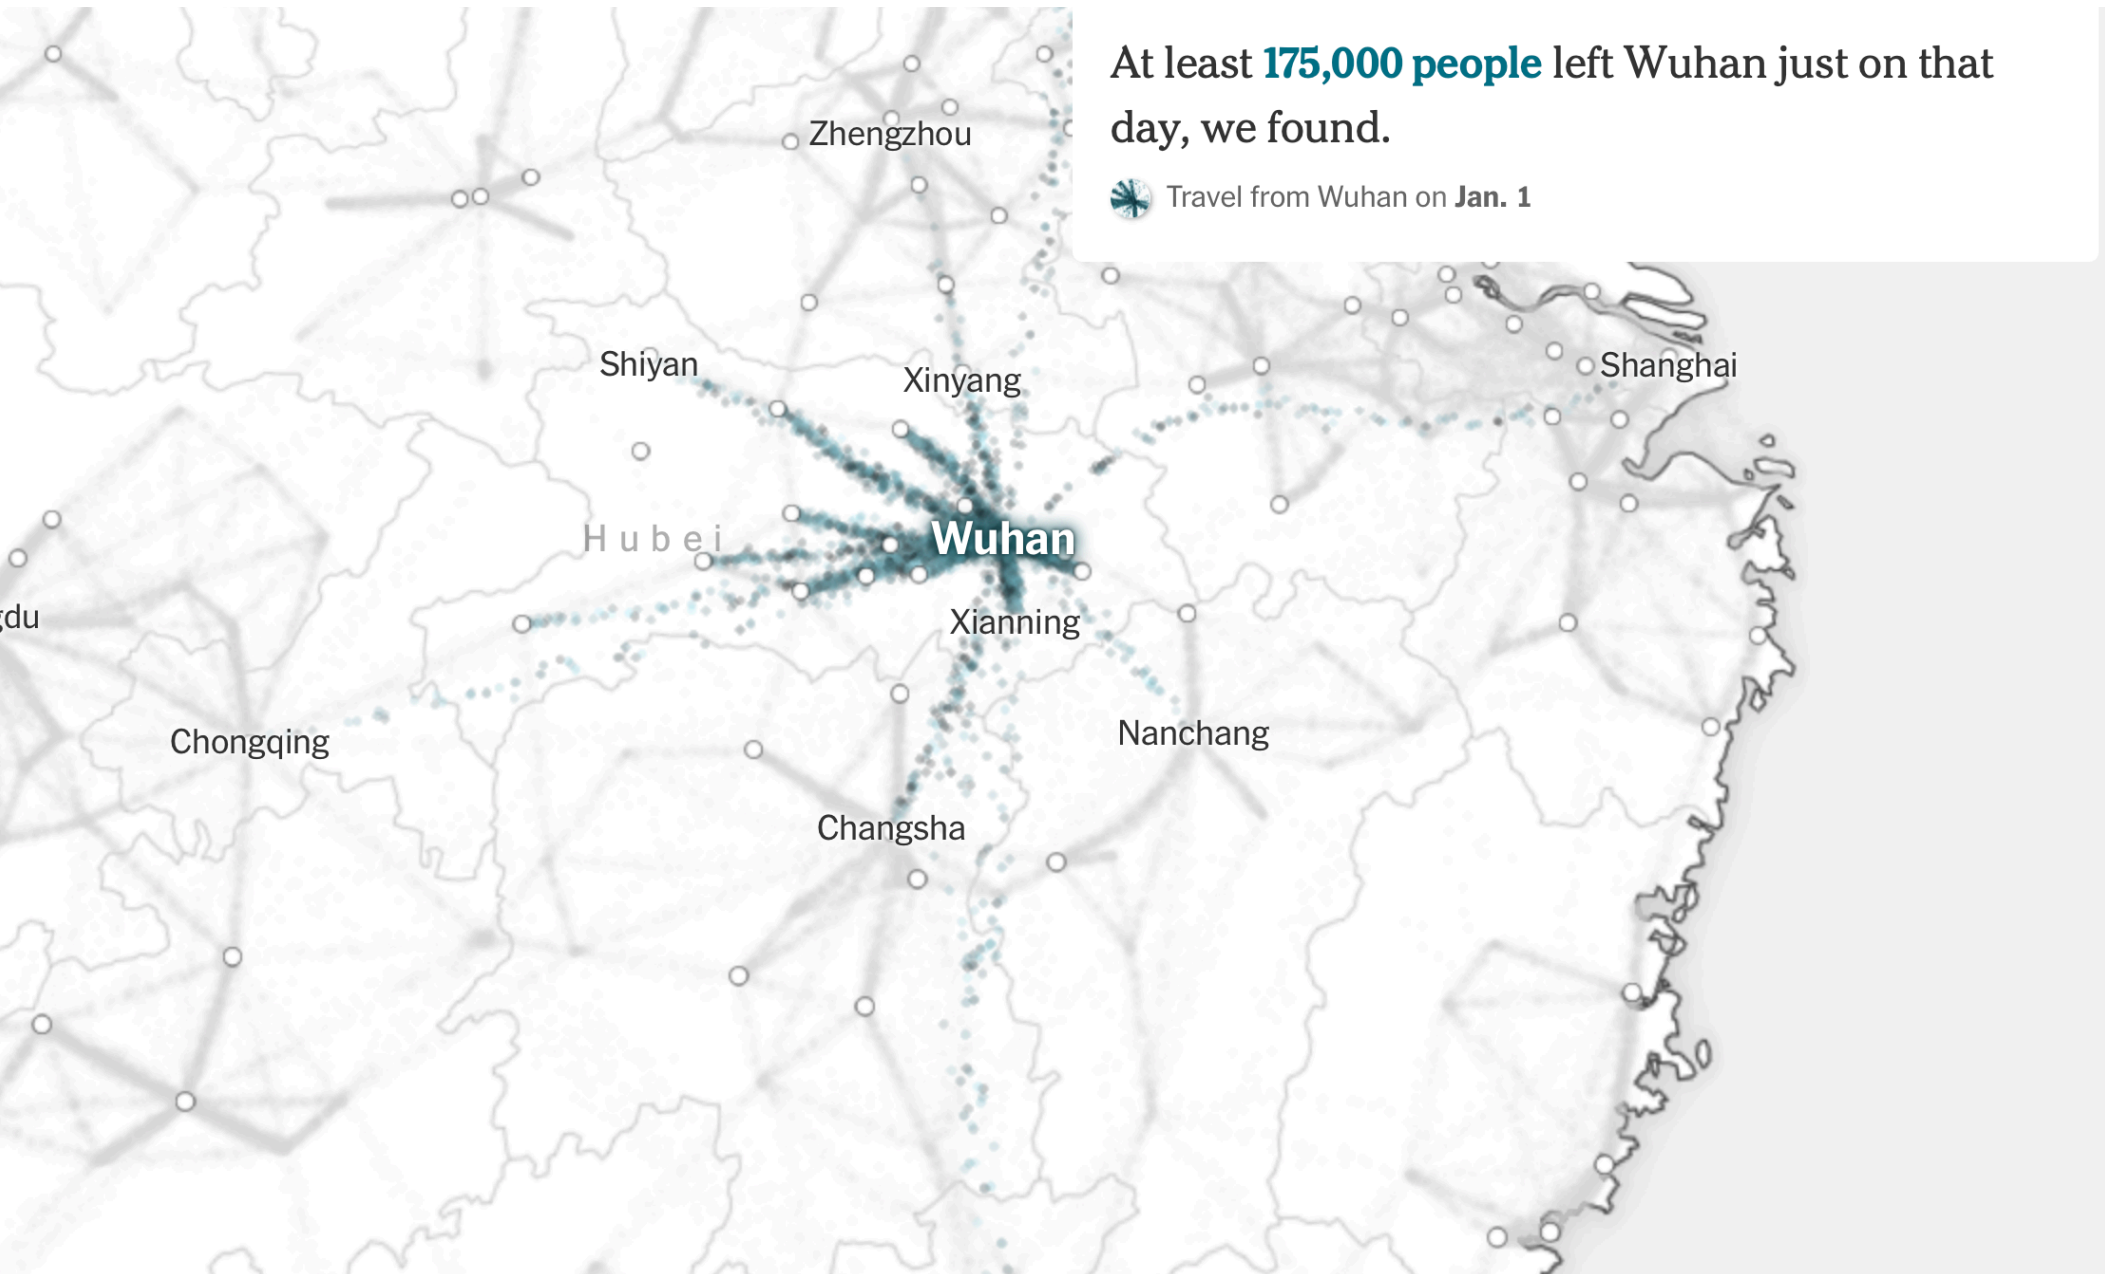 At least 175,000 people left Wuhan just on that
day, we found.
Travel from Wuhan on Jan. 1
Zhengzhou
Shiyan
Xinyang
Shanghai
Hubei
Wuhan
gdu
Xianning
Chongqing
Nanchang
Changsha